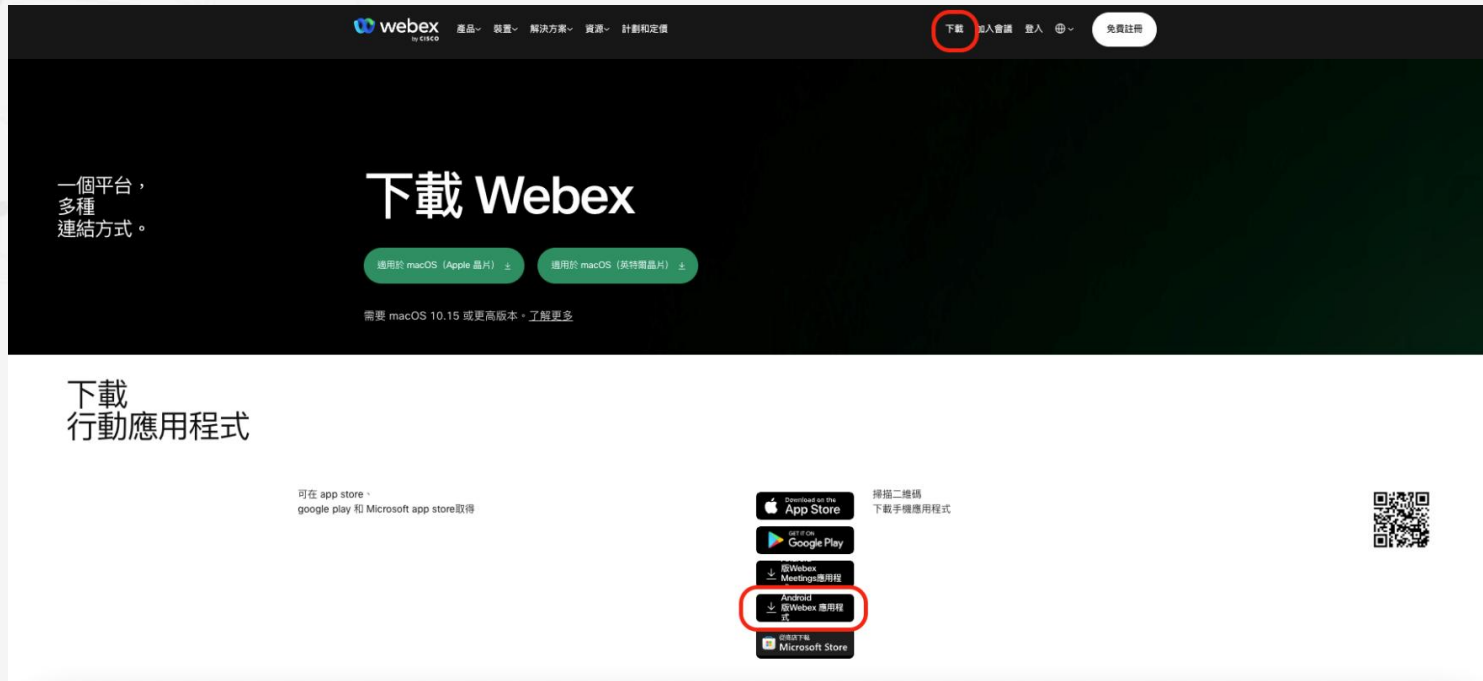 webex
by CISCO
產品 裝置 解決方案 資源 計劃和定價
下載 加入會議 登入 免費註冊
一個平台，
多種
連結方式。
下載 Webex
適用於 macOS（Apple 晶片） 適用於 macOS（英特爾晶片）
需要 macOS 10.15 或更高版本。了解更多
下載
行動應用程式
可在 app store、
google play 和 Microsoft app store取得
Download on the
App Store
GET IT ON
Google Play
版Webex
Meetings應用程
Android
版Webex 應用程
式
從商店下載
Microsoft Store
掃描二維碼
下載手機應用程式